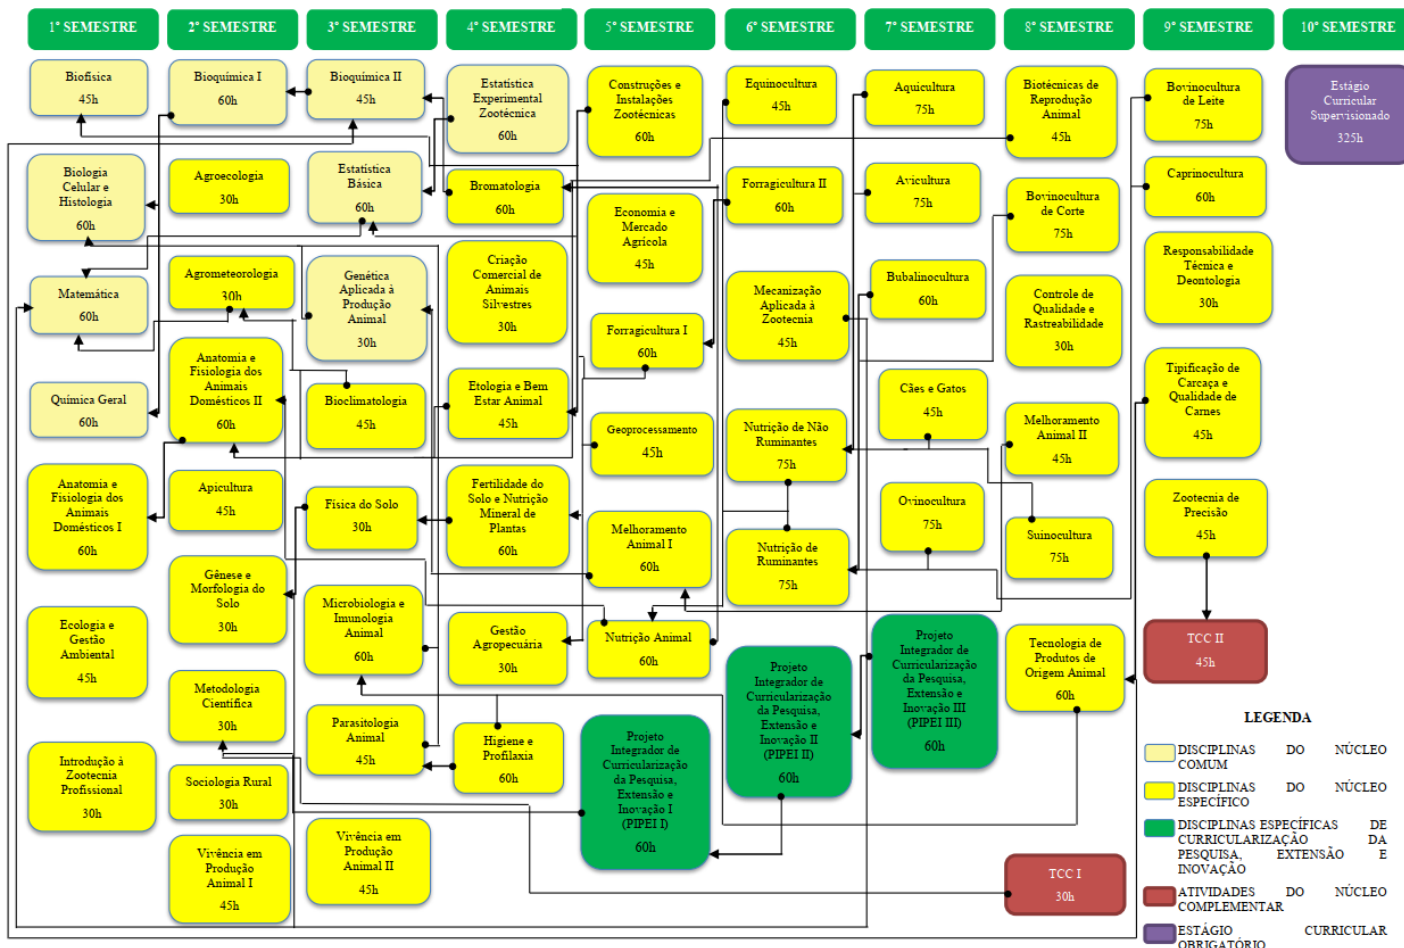 1º SEMESTRE
2º SEMESTRE
3º SEMESTRE
4º SEMESTRE
5º SEMESTRE
6º SEMESTRE
7º SEMESTRE
8º SEMESTRE
9º SEMESTRE
10º SEMESTRE
Biofísica
45h
Biologia
Celular e
Histologia
60h
Matemática
60h
Química Geral
60h
Anatomia e
Fisiologia dos
Animais
Domésticos I
60h
Ecologia e
Gestão
Ambiental
45h
Introdução à
Zootecnia
Profissional
30h
Bioquímica I
60h
Agroecologia
30h
Agrometeorologia
30h
Anatomia e
Fisiologia dos
Animais
Domésticos II
60h
Apicultura
45h
Gênese e
Morfologia do
Solo
30h
Metodologia
Científica
30h
Sociologia Rural
30h
Vivência em
Produção
Animal I
45h
Bioquímica II
45h
Estatística
Básica
60h
Genética
Aplicada à
Produção
Animal
30h
Bioclimatologia
45h
Física do Solo
30h
Microbiologia e
Imunologia
Animal
60h
Parasitologia
Animal
45h
Vivência em
Produção
Animal II
45h
Estatística
Experimental
Zootécnica
60h
Bromatologia
60h
Criação
Comercial de
Animais
Silvestres
30h
Etologia e Bem
Estar Animal
45h
Fertilidade do
Solo e Nutrição
Mineral de
Plantas
60h
Gestão
Agropecuária
30h
Higiene e
Profilaxia
60h
Construções e
Instalações
Zootécnicas
60h
Economia e
Mercado
Agrícola
45h
Forragicultura I
60h
Geoprocessamento
45h
Melhoramento
Animal I
60h
Nutrição Animal
60h
Projeto
Integrador de
Curricularização
da Pesquisa,
Extensão e
Inovação I
(PIPEI I)
60h
Equinocultura
45h
Forragicultura II
60h
Mecanização
Aplicada à
Zootecnia
45h
Nutrição de Não
Ruminantes
75h
Nutrição de
Ruminantes
75h
Projeto
Integrador de
Curricularização
da Pesquisa,
Extensão e
Inovação II
(PIPEI II)
60h
Aquicultura
75h
Avicultura
75h
Bubalinocultura
60h
Cães e Gatos
45h
Ovinocultura
75h
Projeto
Integrador de
Curricularização
da Pesquisa,
Extensão e
Inovação III
(PIPEI III)
60h
Biotécnicas de
Reprodução
Animal
45h
Bovinocultura
de Corte
75h
Controle de
Qualidade e
Rastreabilidade
30h
Melhoramento
Animal II
45h
Suinocultura
75h
Tecnologia de
Produtos de
Origem Animal
60h
TCC I
30h
Bovinocultura
de Leite
75h
Caprinocultura
60h
Responsabilidade
Técnica e
Deontologia
30h
Tipificação de
Carcaça e
Qualidade de
Carnes
45h
Zootecnia de
Precisão
45h
TCC II
45h
Estágio
Curricular
Supervisionado
325h
LEGENDA
DISCIPLINAS DO NÚCLEO
COMUM
DISCIPLINAS DO NÚCLEO
ESPECÍFICO
DISCIPLINAS ESPECÍFICAS DE
CURRICULARIZAÇÃO DA
PESQUISA, EXTENSÃO E
INOVAÇÃO
ATIVIDADES DO NÚCLEO
COMPLEMENTAR
ESTÁGIO CURRICULAR
OBRIGATÓRIO